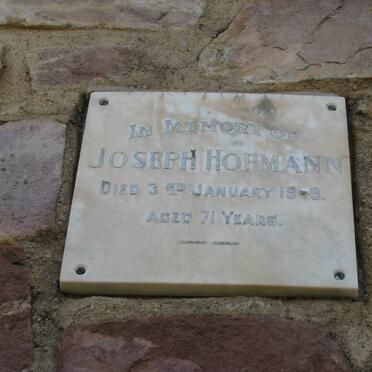 IN MEMORY OF
JOSEPH HOFMANN
DIED 3RD JANUARY
AGED 71 YEARS.